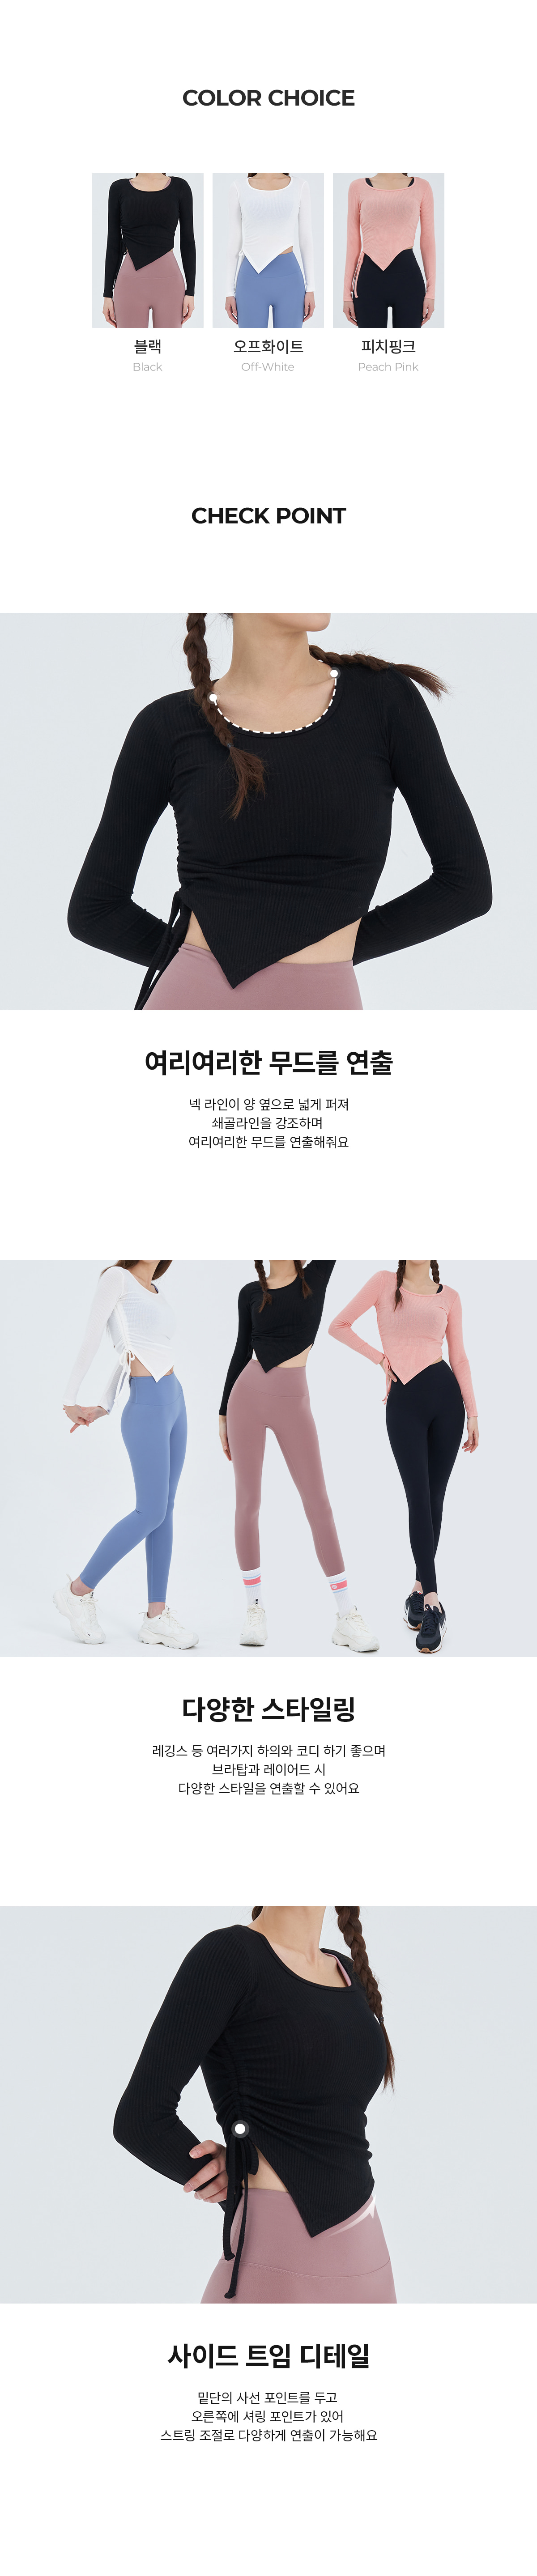 COLOR CHOICE
블랙
Black
오프화이트
Off-White
피치핑크
Peach Pink
CHECK POINT
여리여리한 무드를 연출
넥 라인이 양 옆으로 넓게 퍼져
쇄골라인을 강조하며
여리여리한 무드를 연출해줘요
다양한 스타일링
레깅스 등 여러가지 하의와 코디 하기 좋으며
브라탑과 레이어드 시
다양한 스타일을 연출할 수 있어요
사이드 트임 디테일
밑단의 사선 포인트를 두고
오른쪽에 셔링 포인트가 있어
스트링 조절로 다양하게 연출이 가능해요